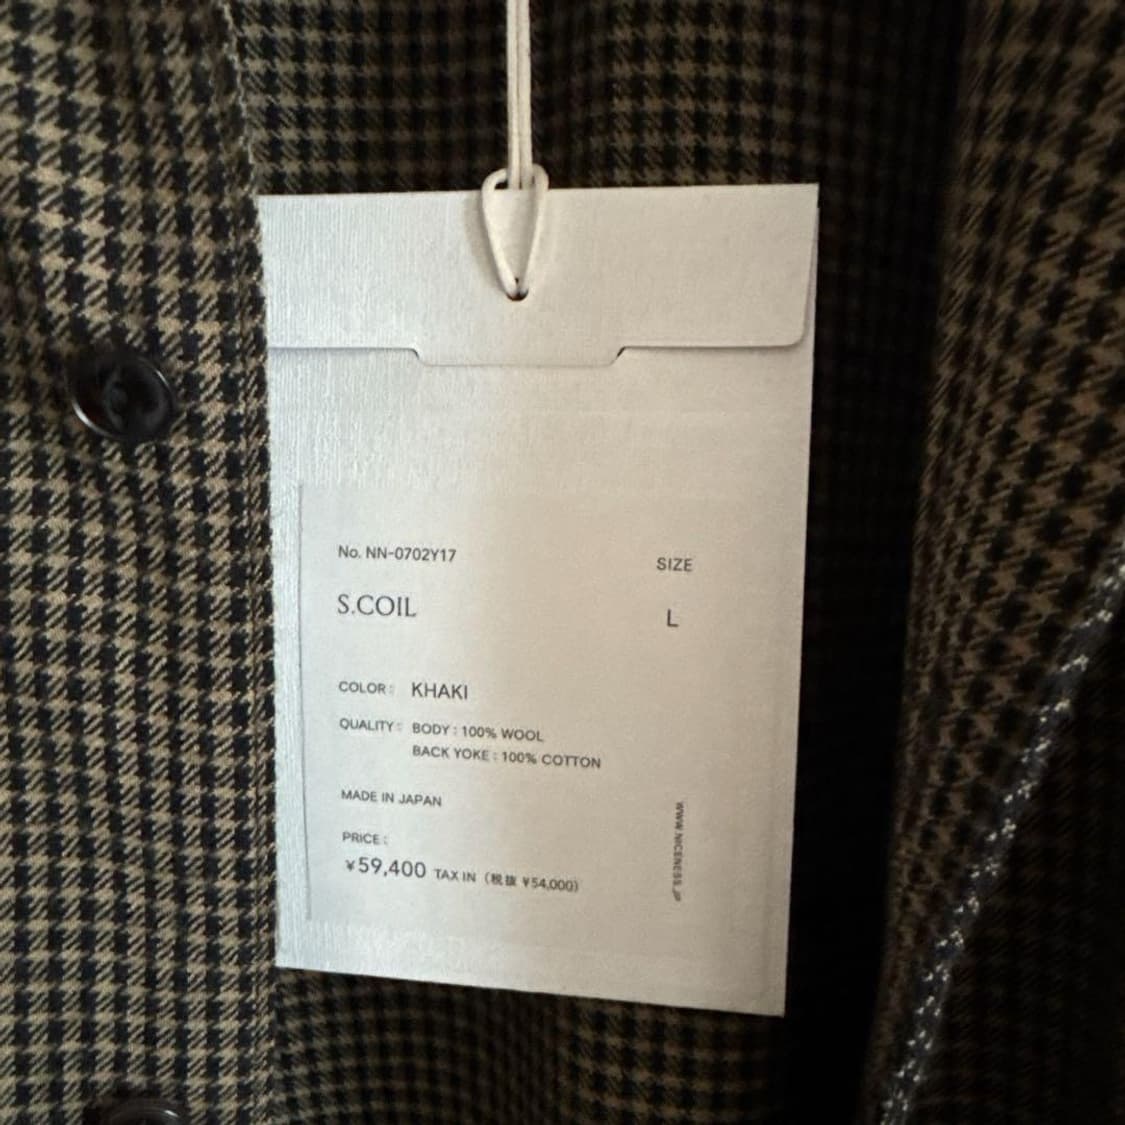 No. NN-0702Y17
SIZE
S.COIL
L
COLOR: KHAKI
QUALITY: BODY : 100% WOOL
BACK YOKE : 100% COTTON
MADE IN JAPAN
PRICE :
¥59,400 TAX IN (税抜 ¥54,000)
WWW.NICENESS.JP